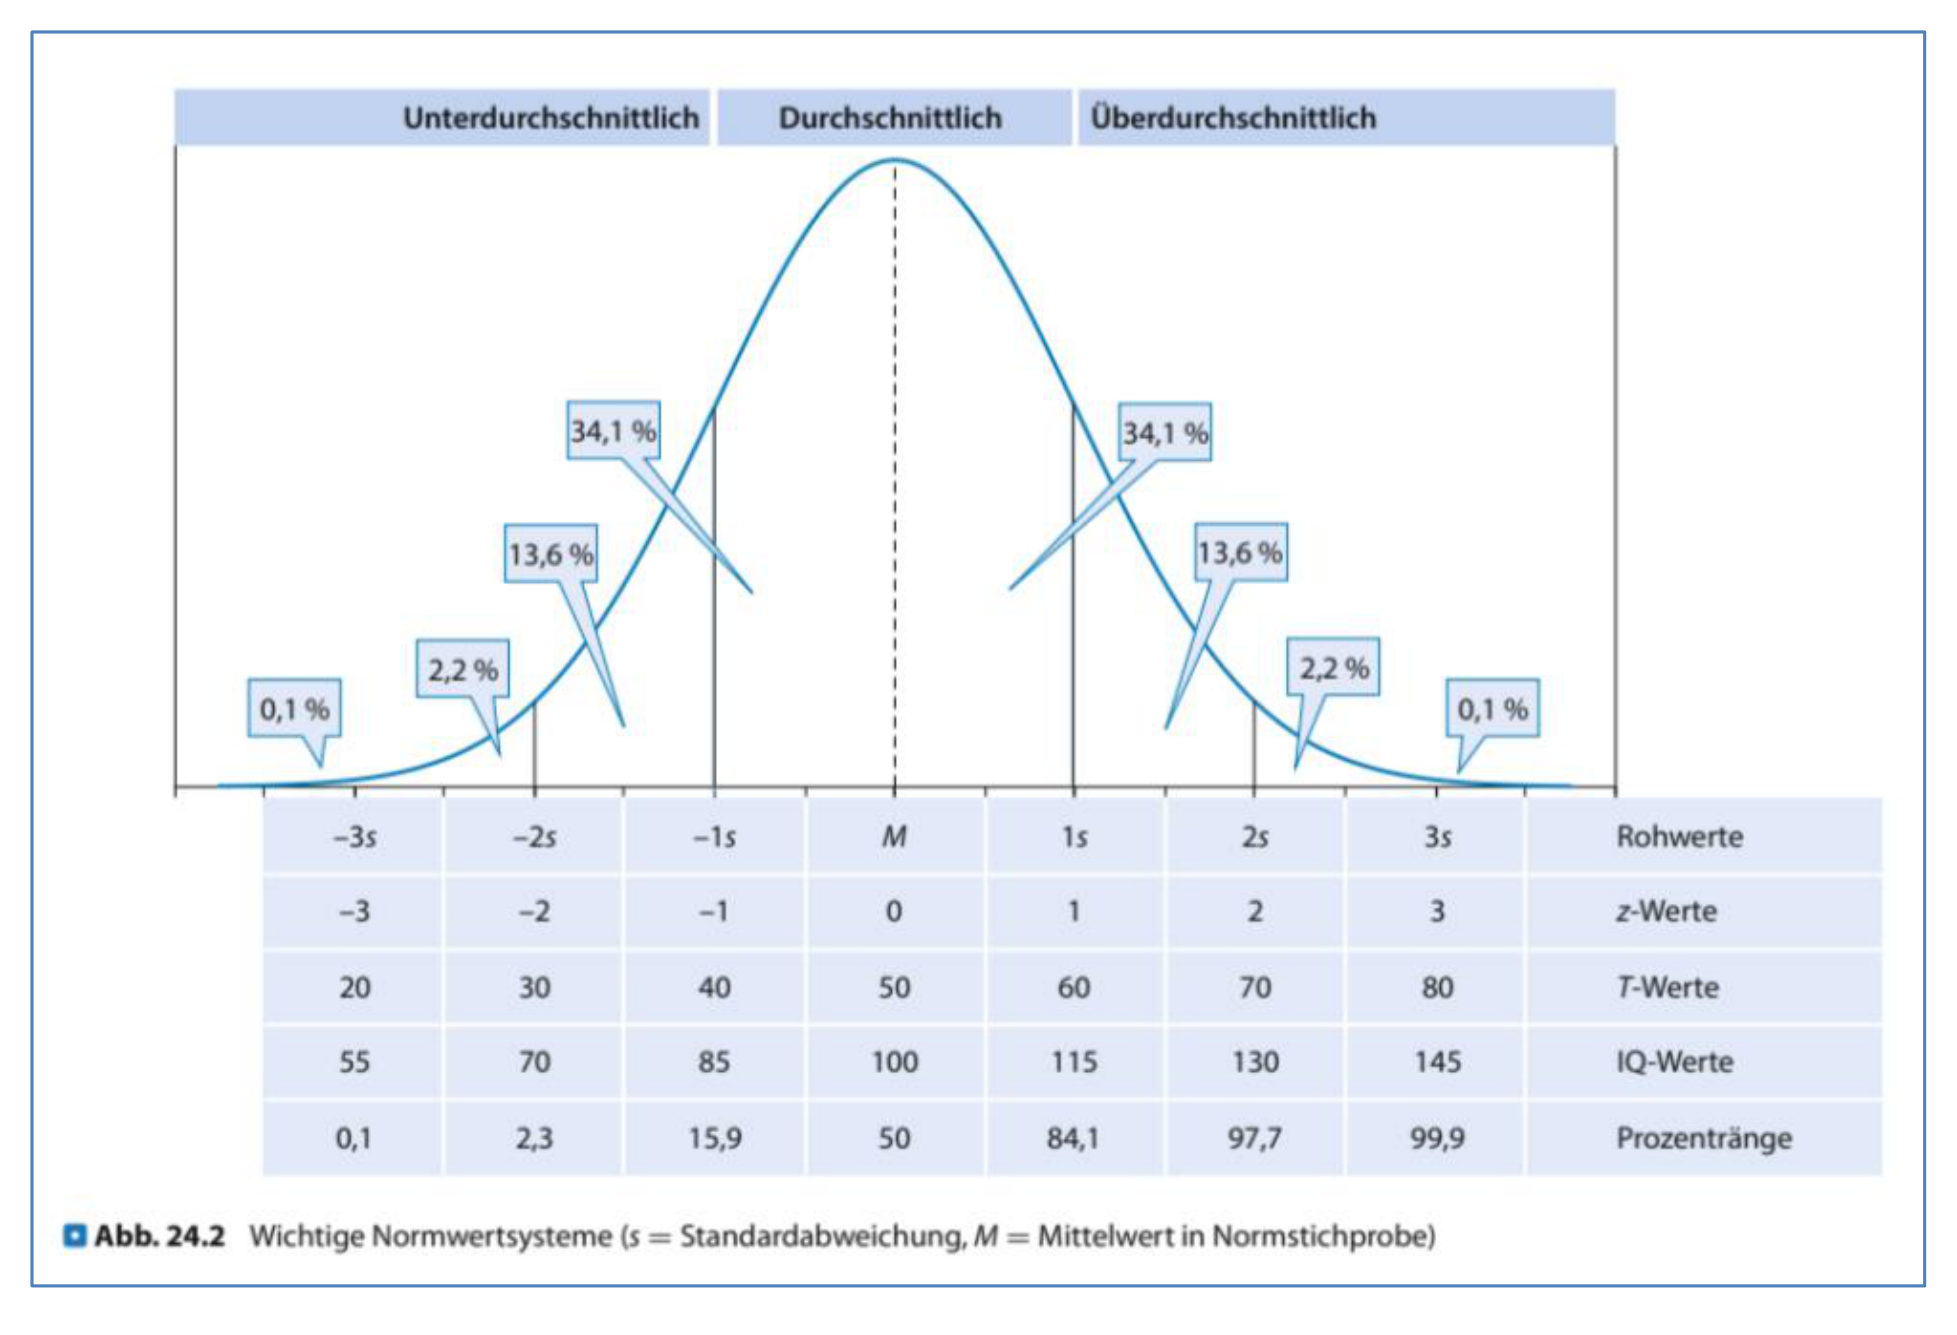 Unterdurchschnittlich Durchschnittlich Überdurchschnittlich
34,1 % 34,1 %
13,6 % 13,6 %
2,2 % 2,2 %
0,1 % 0,1 %
–3s –2s –1s M 1s 2s 3s Rohwerte
–3 –2 –1 0 1 2 3 z-Werte
20 30 40 50 60 70 80 T-Werte
55 70 85 100 115 130 145 IQ-Werte
0,1 2,3 15,9 50 84,1 97,7 99,9 Prozentränge
Abb. 24.2 Wichtige Normwertsysteme (s = Standardabweichung, M = Mittelwert in Normstichprobe)